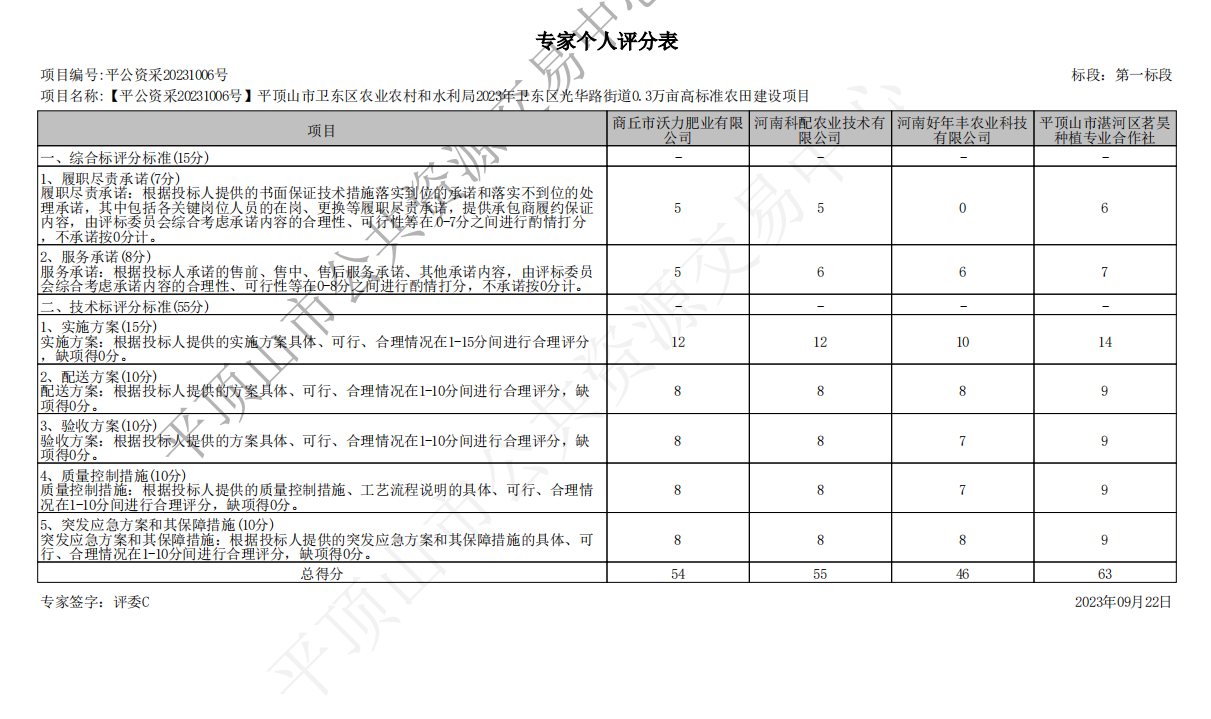 专家个人评分表
项目编号:平公资采20231006号
标段：第一标段
项目名称:【平公资采20231006号】平顶山市卫东区农业农村和水利局2023年卫东区光华路街道0.3万亩高标准农田建设项目
项目
商丘市沃力肥业有限公司
河南科配农业技术有限公司
河南好年丰农业科技有限公司
平顶山市湛河区茗昊种植专业合作社
一、综合标评分标准(15分)
－ － － －
1、履职尽责承诺(7分)
履职尽责承诺：根据投标人提供的书面保证技术措施落实到位的承诺和落实不到位的处
理承诺，其中包括各关键岗位人员的在岗、更换等履职尽责承诺，提供承包商履约保证
内容，由评标委员会综合考虑承诺内容的合理性、可行性等在0-7分之间进行酌情打分
，不承诺按0分计。
5 5 0 6
2、服务承诺(8分)
服务承诺：根据投标人承诺的售前、售中、售后服务承诺、其他承诺内容，由评标委员
会综合考虑承诺内容的合理性、可行性等在0-8分之间进行酌情打分，不承诺按0分计。
5 6 6 7
二、技术标评分标准(55分)
－ － － －
1、实施方案(15分)
实施方案：根据投标人提供的实施方案具体、可行、合理情况在1-15分间进行合理评分
，缺项得0分。
12 12 10 14
2、配送方案(10分)
配送方案：根据投标人提供的方案具体、可行、合理情况在1-10分间进行合理评分，缺
项得0分。
8 8 8 9
3、验收方案(10分)
验收方案：根据投标人提供的方案具体、可行、合理情况在1-10分间进行合理评分，缺
项得0分。
8 8 7 9
4、质量控制措施(10分)
质量控制措施：根据投标人提供的质量控制措施、工艺流程说明的具体、可行、合理情
况在1-10分间进行合理评分，缺项得0分。
8 8 7 9
5、突发应急方案和其保障措施(10分)
突发应急方案和其保障措施：根据投标人提供的突发应急方案和其保障措施的具体、可
行、合理情况在1-10分间进行合理评分，缺项得0分。
8 8 8 9
总得分
54 55 46 63
专家签字：评委C
2023年09月22日
平顶山市公共资源交易中心
平顶山市公共资源交易中心